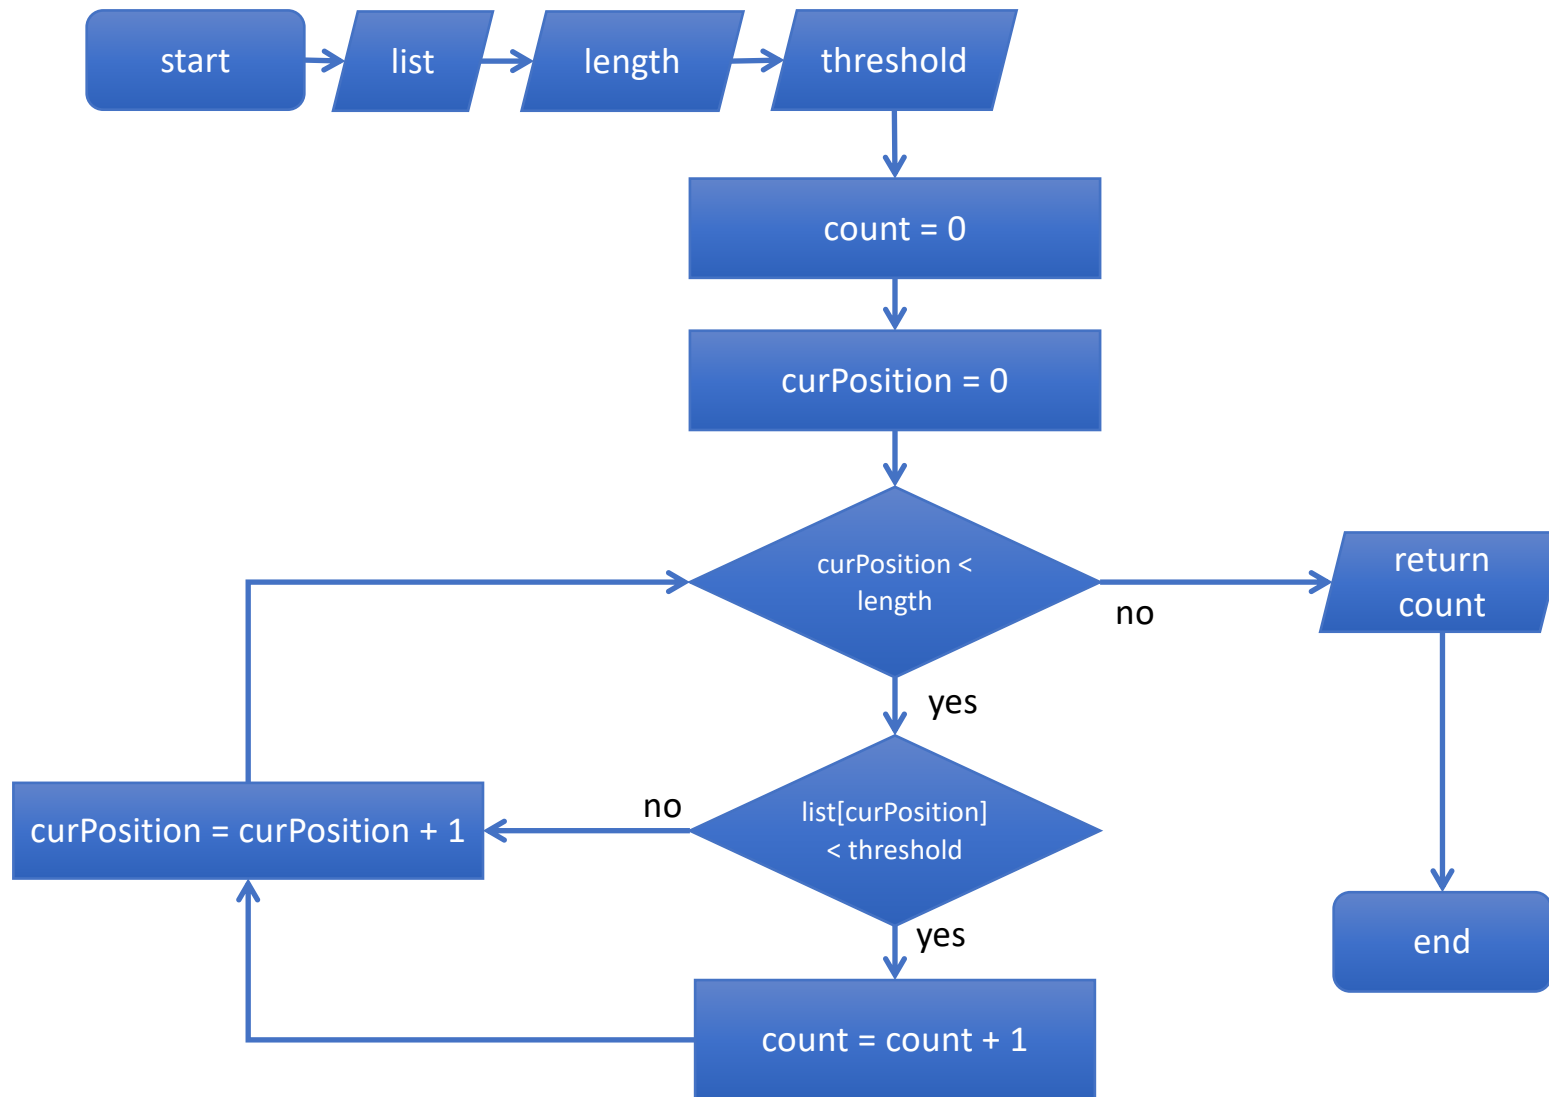 start
list
length
threshold
count = 0
curPosition = 0
curPosition <
length
no
return
count
yes
list[curPosition]
< threshold
no
curPosition = curPosition + 1
yes
end
count = count + 1